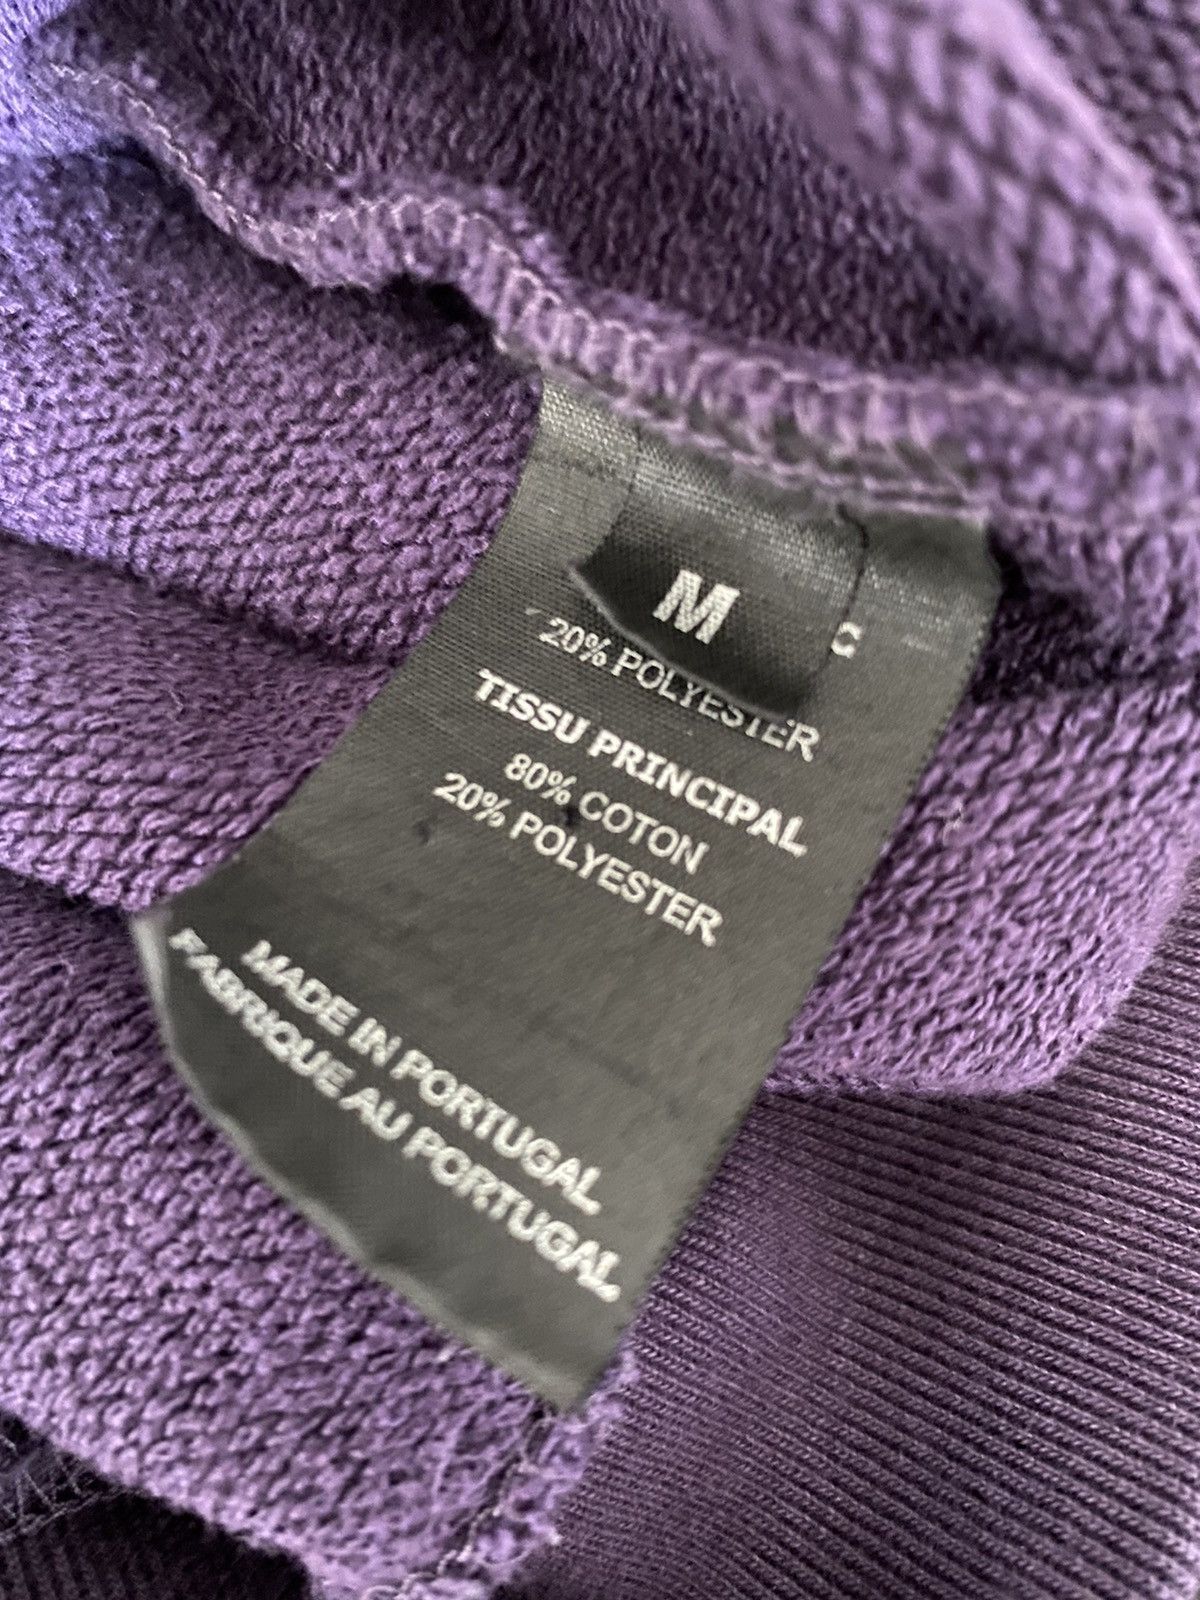 M
C
20% POLYESTER
TISSU PRINCIPAL
80% COTON
20% POLYESTER
MADE IN PORTUGAL
FABRIQUE AU PORTUGAL